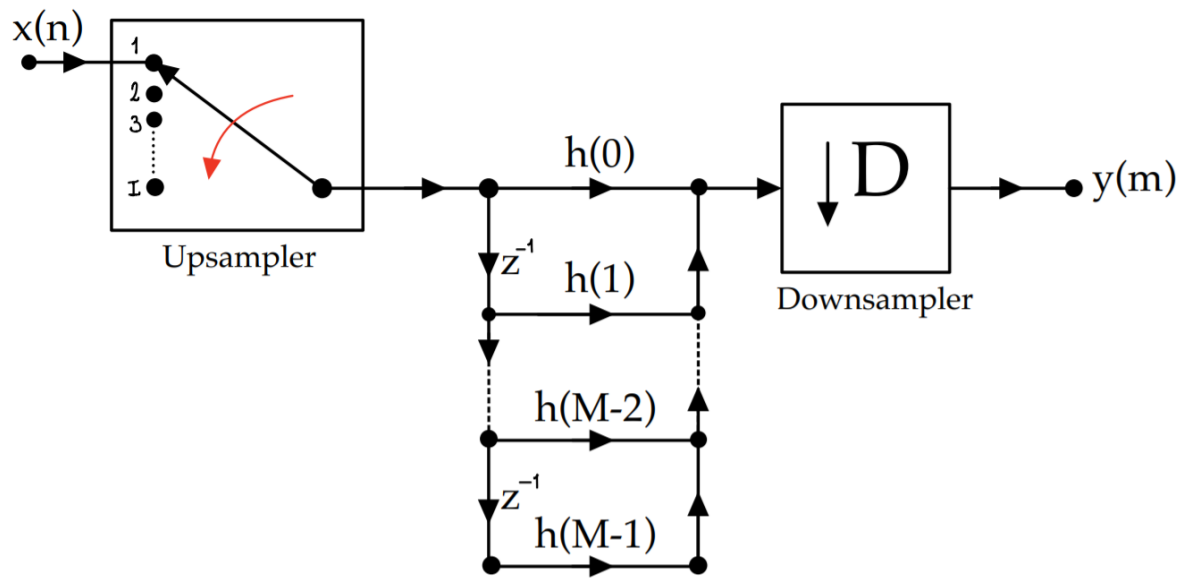 x(n)
1
2
3
I
Upsampler
h(0)
z⁻¹
h(1)
h(M-2)
z⁻¹
h(M-1)
↓D
Downsampler
y(m)